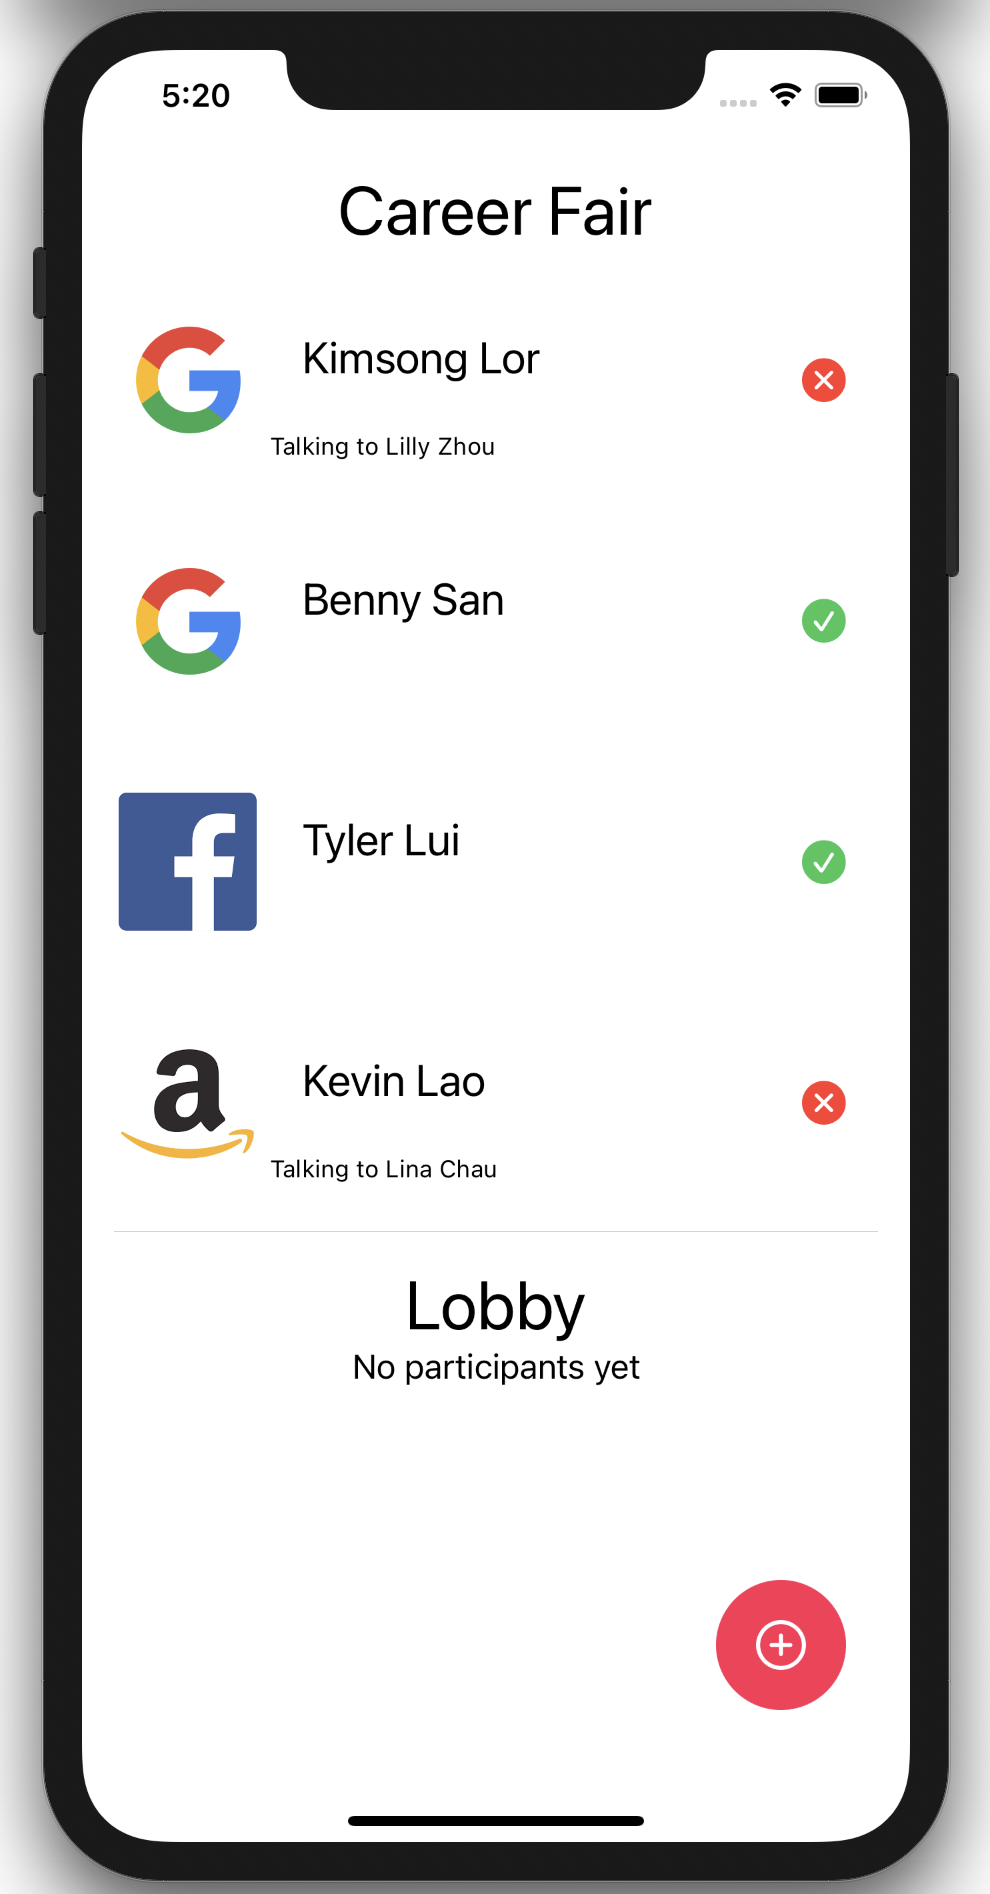 5:20
Career Fair
Kimsong Lor
Talking to Lilly Zhou
Benny San
Tyler Lui
Kevin Lao
Talking to Lina Chau
Lobby
No participants yet